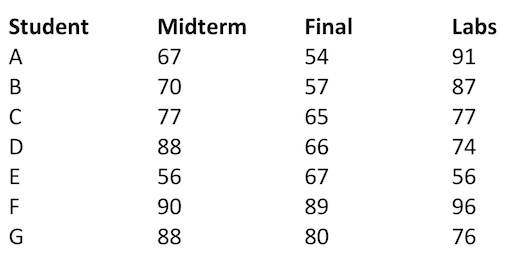 Student Midterm Final Labs
A 67 54 91
B 70 57 87
C 77 65 77
D 88 66 74
E 56 67 56
F 90 89 96
G 88 80 76